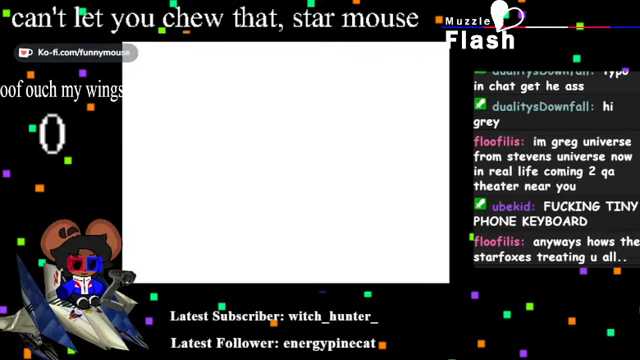 can't let you chew that, star mouse
Muzzle
Flash
Ko-fi.com/funnymouse
oof ouch my wings
0
dualitysDownfall: Typo
in chat get he ass
dualitysDownfall: hi
grey
floofilis: im greg universe
from stevens universe now
in real life coming 2 qa
theater near you
ubekid: FUCKING TINY
PHONE KEYBOARD
floofilis: anyways hows the
starfoxes treating u all..
Latest Subscriber: witch_hunter_
Latest Follower: energypinecat